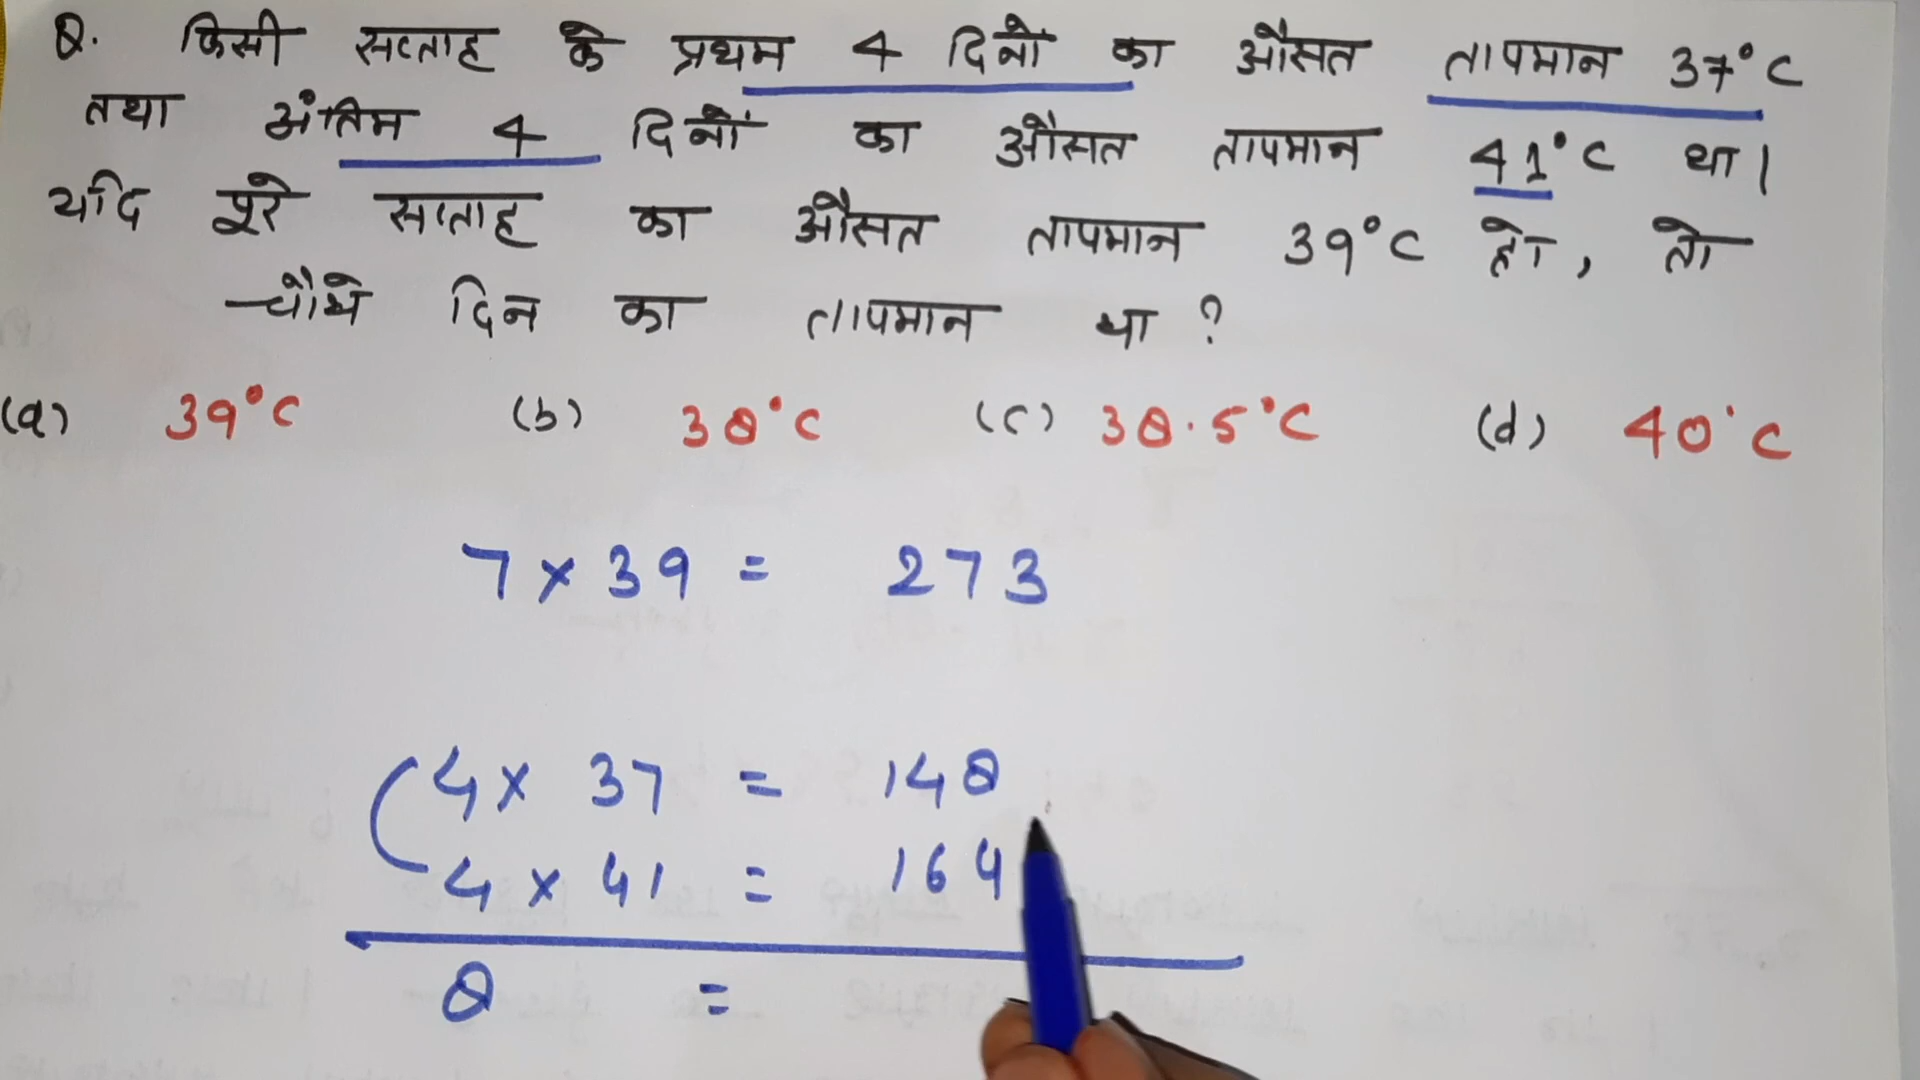 Q. किसी सप्ताह के प्रथम 4 दिनों का औसत तापमान 37°C
तथा अंतिम 4 दिनों का औसत तापमान 41°C था।
यदि पूरे सप्ताह का औसत तापमान 39°C हो, तो
चौथे दिन का तापमान था ?
(a) 39°C (b) 38°C (c) 38.5°C (d) 40°C
7 × 39 = 273
4 × 37 = 148
4 × 41 = 164
8 =